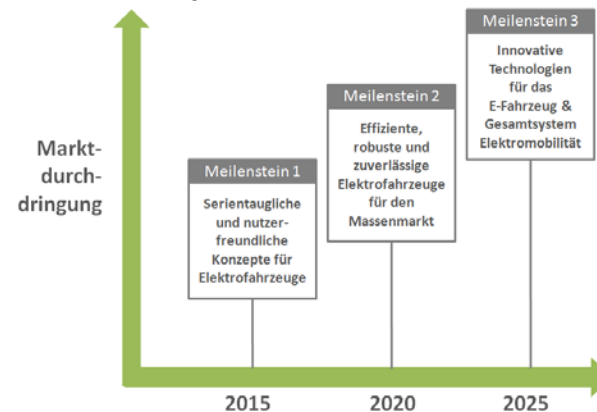 Markt-
durch-
dringung
Meilenstein 1
Serientaugliche
und nutzer-
freundliche
Konzepte für
Elektrofahrzeuge
Meilenstein 2
Effiziente,
robuste und
zuverlässige
Elektrofahrzeuge
für den
Massenmarkt
Meilenstein 3
Innovative
Technologien
für das
E-Fahrzeug &
Gesamtsystem
Elektromobilität
2015
2020
2025